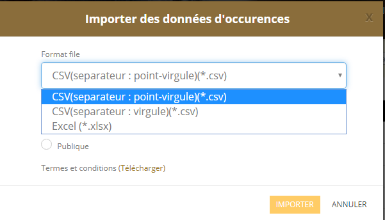 Importer des données d'occurences
X
Format file
CSV(separateur : point-virgule)(*.csv)
CSV(separateur : point-virgule)(*.csv)
CSV(separateur : virgule)(*.csv)
Excel (*.xlsx)
Publique
Termes et conditions (Télécharger)
IMPORTER ANNULER